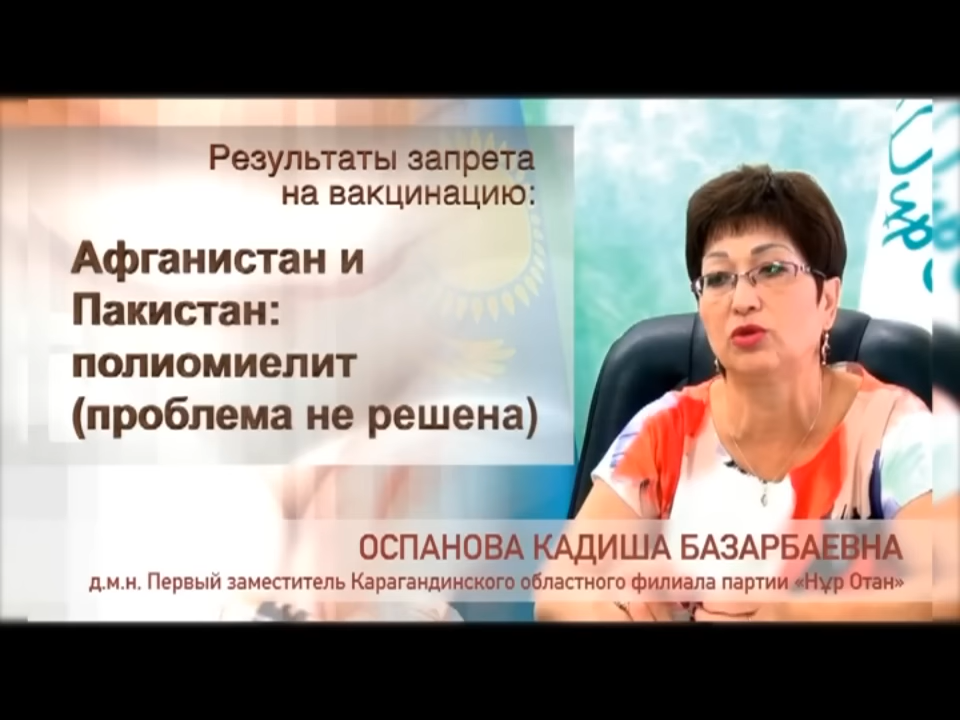 Результаты запрета
на вакцинацию:
Афганистан и
Пакистан:
полиомиелит
(проблема не решена)
ОСПАНОВА КАДИША БАЗАРБАЕВНА
д.м.н. Первый заместитель Карагандинского областного филиала партии «Нұр Отан»